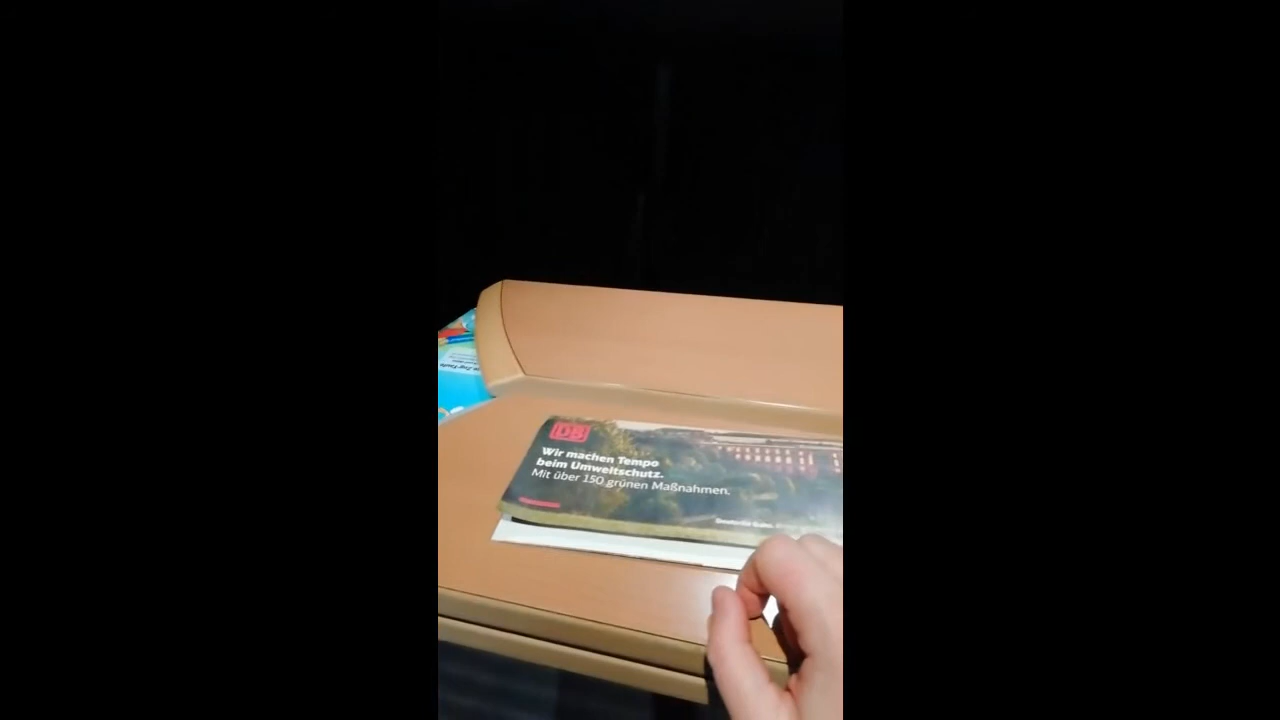 DB
Wir machen Tempo
beim Umweltschutz.
Mit über 150 grünen Maßnahmen.